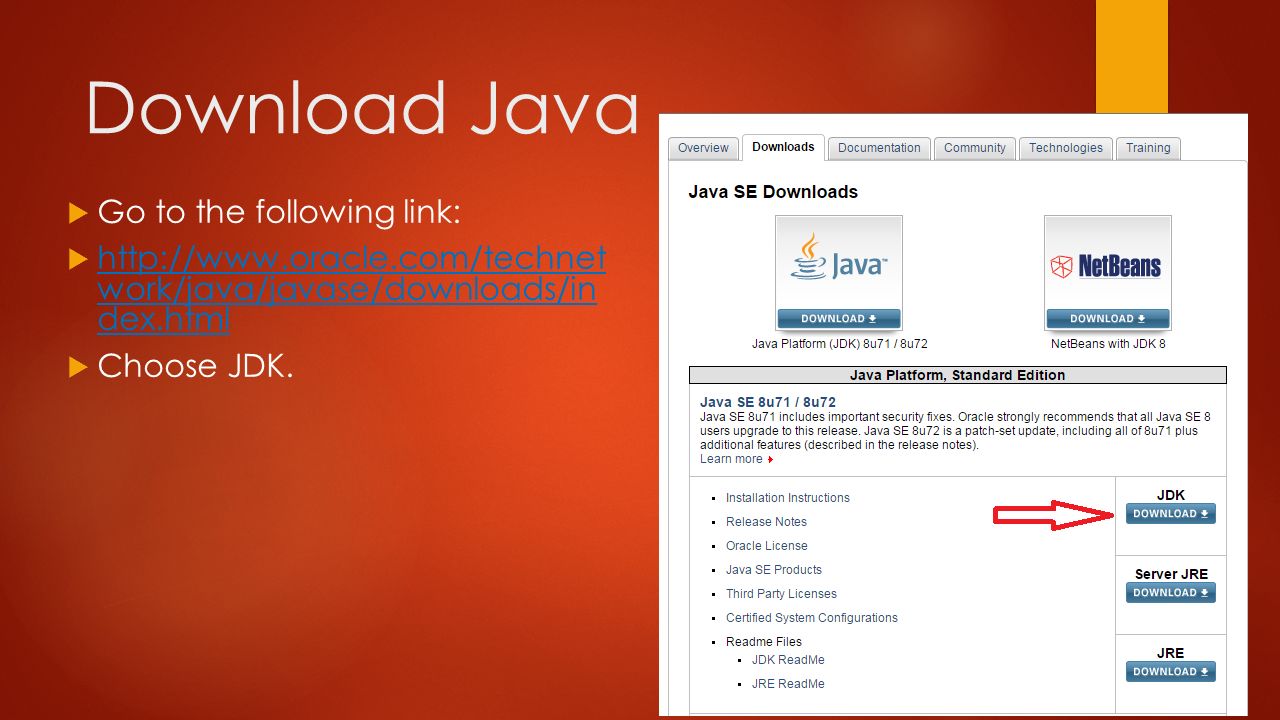 Download Java
Go to the following link:
http://www.oracle.com/technet
work/java/javase/downloads/in
dex.html
Choose JDK.
Overview
Downloads
Documentation
Community
Technologies
Training
Java SE Downloads
Java™
DOWNLOAD
Java Platform (JDK) 8u71 / 8u72
NetBeans
DOWNLOAD
NetBeans with JDK 8
Java Platform, Standard Edition
Java SE 8u71 / 8u72
Java SE 8u71 includes important security fixes. Oracle strongly recommends that all Java SE 8
users upgrade to this release. Java SE 8u72 is a patch-set update, including all of 8u71 plus
additional features (described in the release notes).
Learn more
Installation Instructions
Release Notes
Oracle License
Java SE Products
Third Party Licenses
Certified System Configurations
Readme Files
JDK ReadMe
JRE ReadMe
JDK
DOWNLOAD
Server JRE
DOWNLOAD
JRE
DOWNLOAD